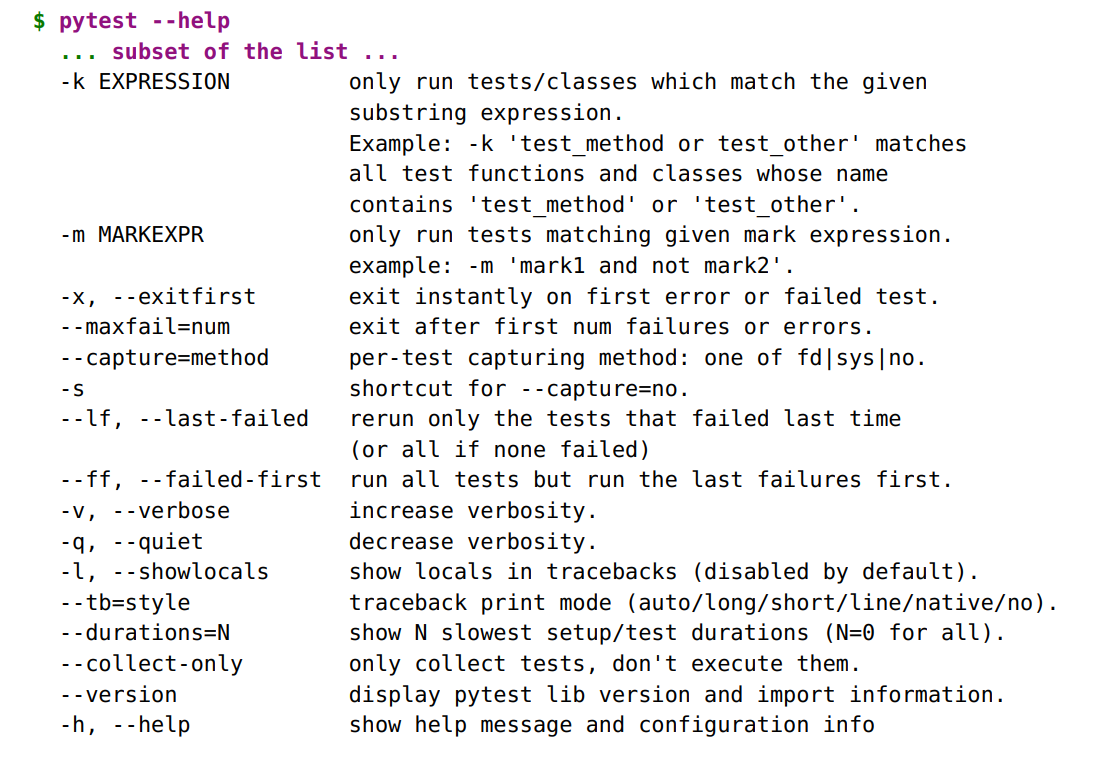 $ pytest --help
... subset of the list ...
-k EXPRESSION only run tests/classes which match the given
substring expression.
Example: -k 'test_method or test_other' matches
all test functions and classes whose name
contains 'test_method' or 'test_other'.
-m MARKEXPR only run tests matching given mark expression.
example: -m 'mark1 and not mark2'.
-x, --exitfirst exit instantly on first error or failed test.
--maxfail=num exit after first num failures or errors.
--capture=method per-test capturing method: one of fd|sys|no.
-s shortcut for --capture=no.
--lf, --last-failed rerun only the tests that failed last time
(or all if none failed)
--ff, --failed-first run all tests but run the last failures first.
-v, --verbose increase verbosity.
-q, --quiet decrease verbosity.
-l, --showlocals show locals in tracebacks (disabled by default).
--tb=style traceback print mode (auto/long/short/line/native/no).
--durations=N show N slowest setup/test durations (N=0 for all).
--collect-only only collect tests, don't execute them.
--version display pytest lib version and import information.
-h, --help show help message and configuration info